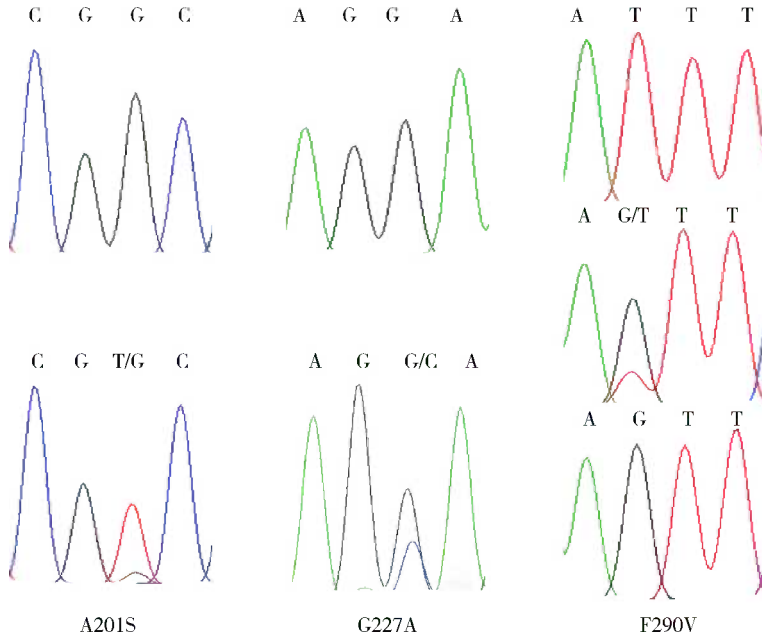 C G G C
A G G A
A T T T
A G/T T T
C G T/G C
A G G/C A
A G T T
A201S
G227A
F290V